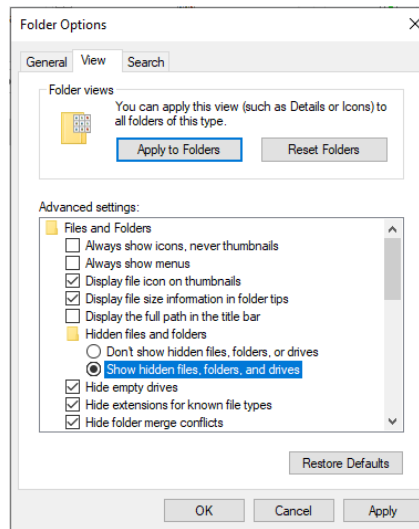 Folder Options
General View Search
Folder views
You can apply this view (such as Details or Icons) to
all folders of this type.
Apply to Folders Reset Folders
Advanced settings:
Files and Folders
Always show icons, never thumbnails
Always show menus
Display file icon on thumbnails
Display file size information in folder tips
Display the full path in the title bar
Hidden files and folders
Don't show hidden files, folders, or drives
Show hidden files, folders, and drives
Hide empty drives
Hide extensions for known file types
Hide folder merge conflicts
Restore Defaults
OK Cancel Apply